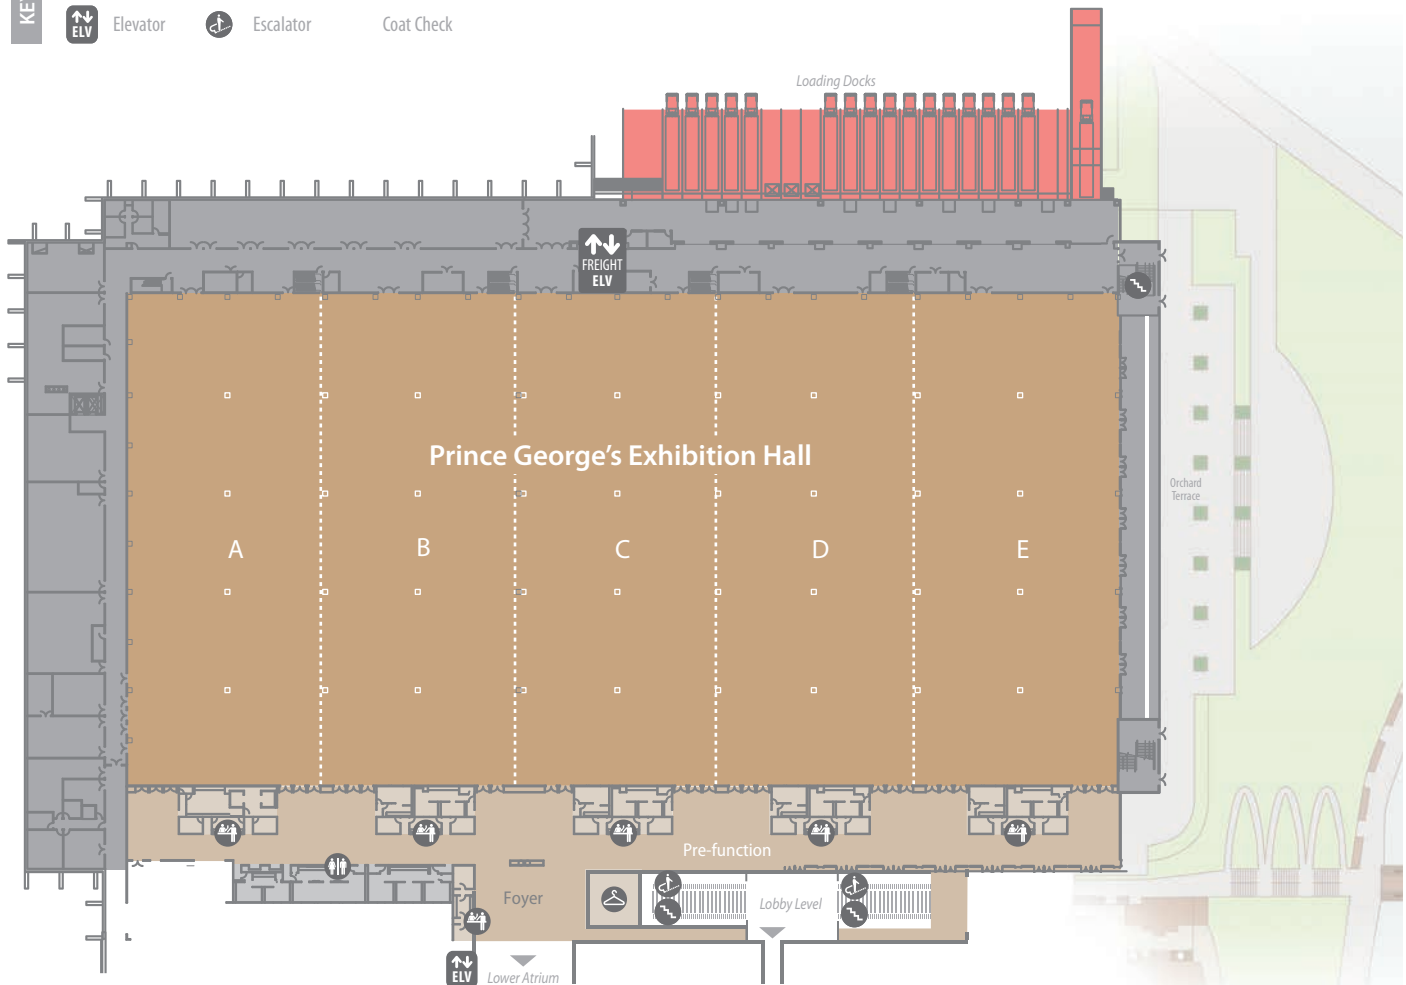 KEY
ELV
Elevator
Escalator
Coat Check
Loading Docks
FREIGHT
ELV
Prince George's Exhibition Hall
Orchard
Terrace
A
B
C
D
E
Pre-function
Foyer
Lobby Level
ELV
Lower Atrium